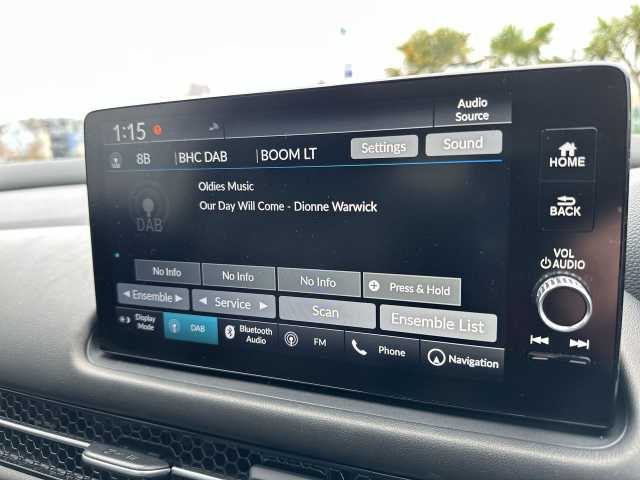 1:15
Audio
Source
8B
BHC DAB
BOOM LT
Settings
Sound
HOME
Oldies Music
Our Day Will Come - Dionne Warwick
DAB
BACK
VOL
AUDIO
No Info
No Info
No Info
Press & Hold
Ensemble
Service
Scan
Ensemble List
Display
Mode
DAB
Bluetooth
Audio
FM
Phone
Navigation